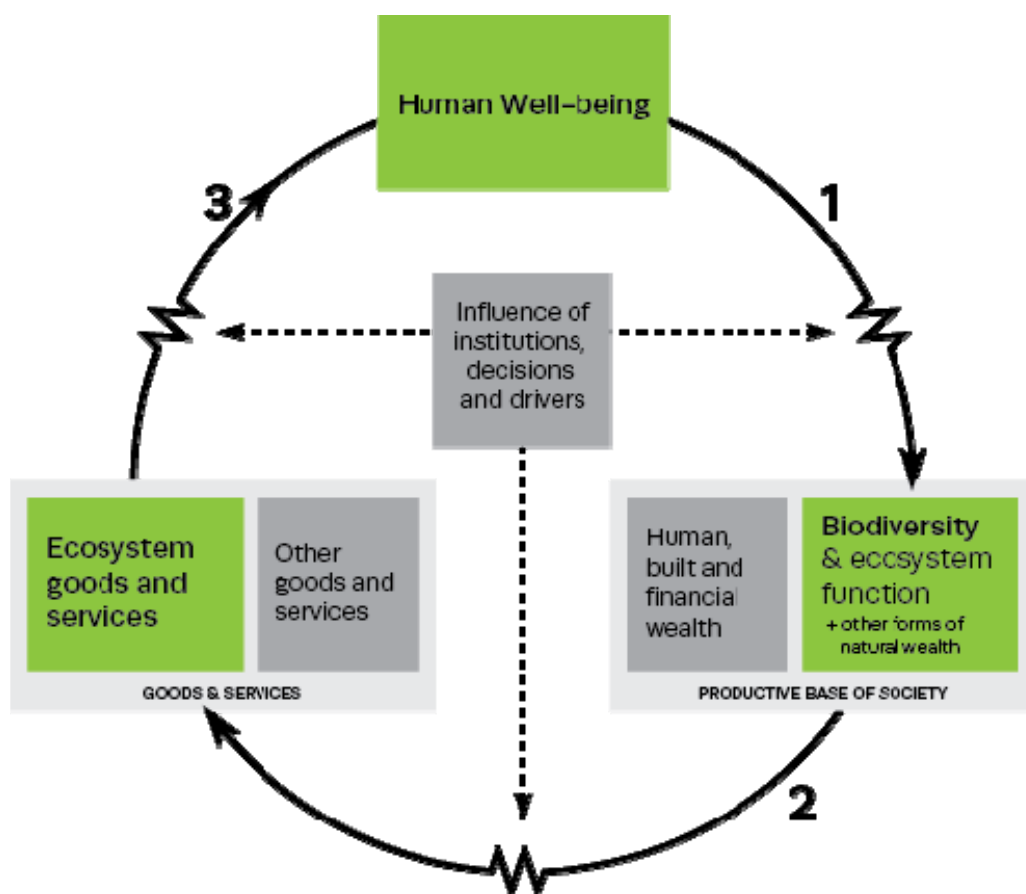 Human Well-being
3
1
Influence of
institutions,
decisions
and drivers
Ecosystem
goods and
services
Other
goods and
services
GOODS & SERVICES
Human,
built and
financial
wealth
Biodiversity
& eccsystem
function
+ other forms of
natural wealth
PRODUCTIVE BASE OF SOCIETY
2